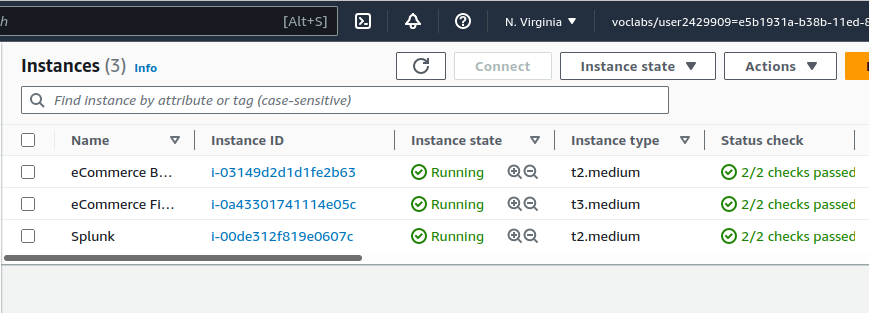 h [Alt+S] N. Virginia voclabs/user2429909=e5b1931a-b38b-11ed-8
Instances (3) Info Connect Instance state Actions
Find instance by attribute or tag (case-sensitive)
Name Instance ID Instance state Instance type Status check
eCommerce B... i-03149d2d1d1fe2b63 Running t2.medium 2/2 checks passed
eCommerce Fi... i-0a43301741114e05c Running t3.medium 2/2 checks passed
Splunk i-00de312f819e0607c Running t2.medium 2/2 checks passed